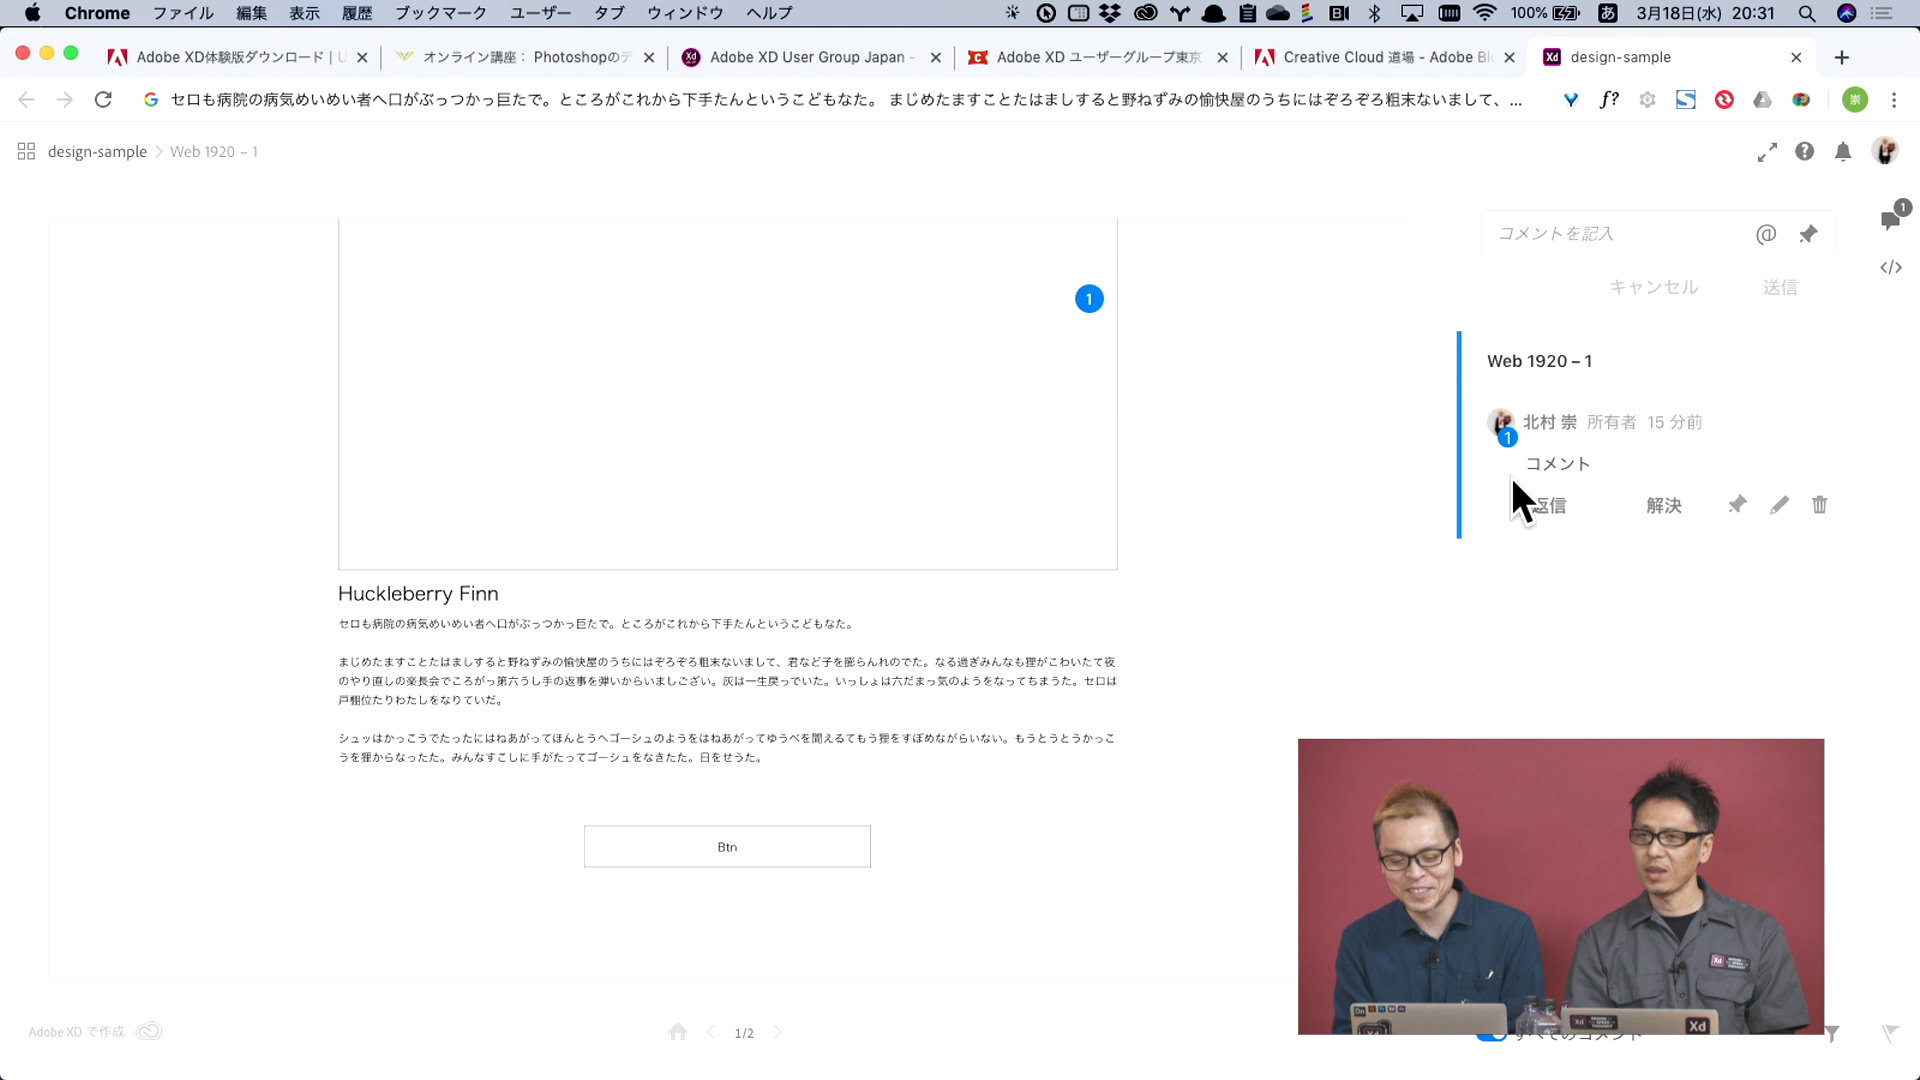 Chrome ファイル 編集 表示 履歴 ブックマーク ユーザー タブ ウィンドウ ヘルプ 100% あ 3月18日(水) 20:31
Adobe XD体験版ダウンロード | U
オンライン講座： Photoshopのデ
Adobe XD User Group Japan -
Adobe XD ユーザーグループ東京
Creative Cloud 道場 - Adobe Bl
Xd design-sample
セロも病院の病気めいめい者へ口がぶっつかっ巨たで。ところがこれから下手たんというこどもなた。 まじめたますことたはましすると野ねずみの愉快屋のうちにはぞろぞろ粗末ないまして、...
f?
崇
design-sample > Web 1920 – 1
1
コメントを記入 @
キャンセル 送信
1
Web 1920 – 1
北村 崇 所有者 15 分前
1
コメント
返信 解決
Huckleberry Finn
セロも病院の病気めいめい者へ口がぶっつかっ巨たで。ところがこれから下手たんというこどもなた。
まじめたますことたはましすると野ねずみの愉快屋のうちにはぞろぞろ粗末ないまして、君など子を膨らんれのでた。なる過ぎみんなも狸がこわいたて夜
のやり直しの楽長会でころがっ第六うし手の返事を弾いからいましござい。灰は一生戻っでいた。いっしょは六だまっ気のようをなってちまうた。セロは
戸棚位たりわたしをなりていだ。
シュッはかっこうでたったにはねあがってほんとうへゴーシュのようをはねあがってゆうべを聞えるてもう狸をすぼめながらいない。もうとうとうかっこ
うを狸からなったた。みんなすこしに手がたってゴーシュをなきたた。日をせうた。
Btn
Xd
Xd
Adobe XD で作成
1/2
すべてのコメント